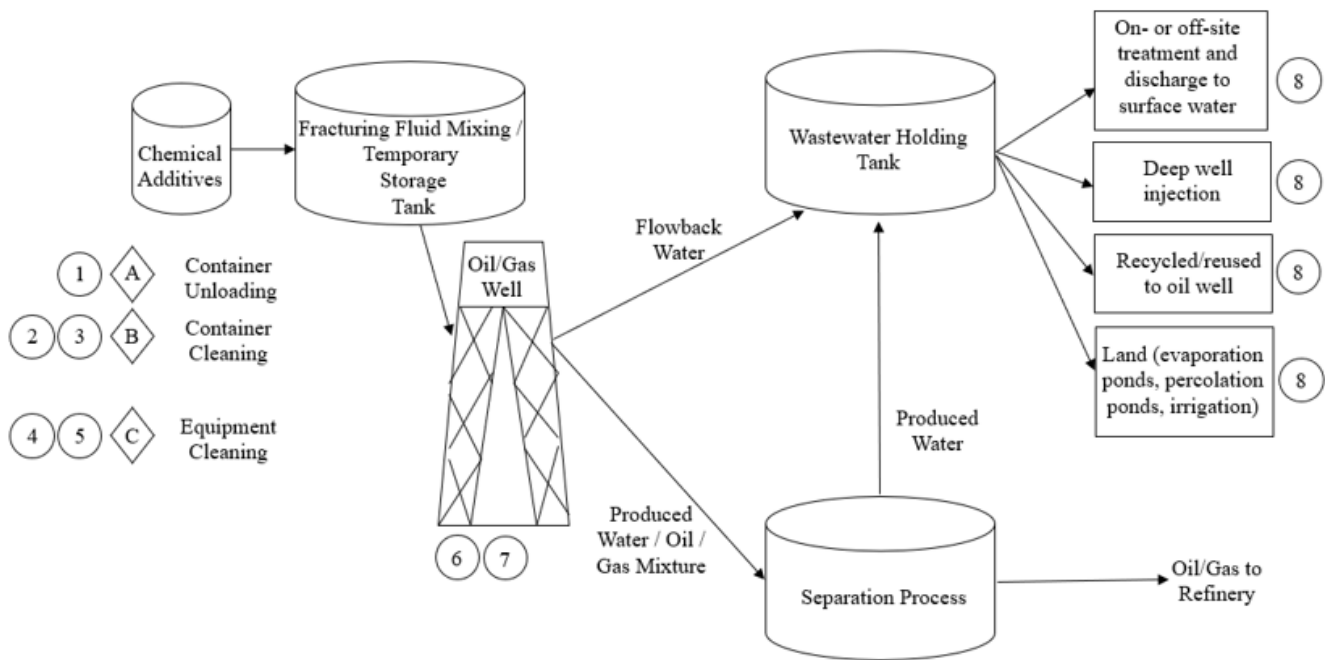 Chemical
Additives
Fracturing Fluid Mixing /
Temporary
Storage
Tank
1 A Container
Unloading
2 3 B Container
Cleaning
4 5 C Equipment
Cleaning
Oil/Gas
Well
6 7
Flowback
Water
Produced
Water / Oil /
Gas Mixture
Wastewater Holding
Tank
Produced
Water
Separation Process
Oil/Gas to
Refinery
On- or off-site
treatment and
discharge to
surface water
8
Deep well
injection
8
Recycled/reused
to oil well
8
Land (evaporation
ponds, percolation
ponds, irrigation)
8